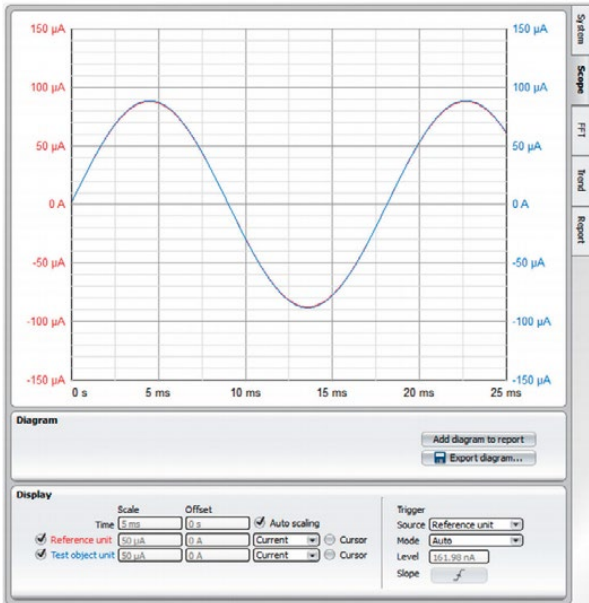 150 µA 150 µA
100 µA 100 µA
50 µA 50 µA
0 A 0 A
-50 µA -50 µA
-100 µA -100 µA
-150 µA -150 µA
0 s 5 ms 10 ms 15 ms 20 ms 25 ms
System
Scope
FFT
Trend
Report
Diagram
Add diagram to report
Export diagram...
Display
Scale Offset
Time 5 ms 0 s Auto scaling
Reference unit 50 µA 0 A Current Cursor
Test object unit 50 µA 0 A Current Cursor
Trigger
Source Reference unit
Mode Auto
Level 161.98 nA
Slope